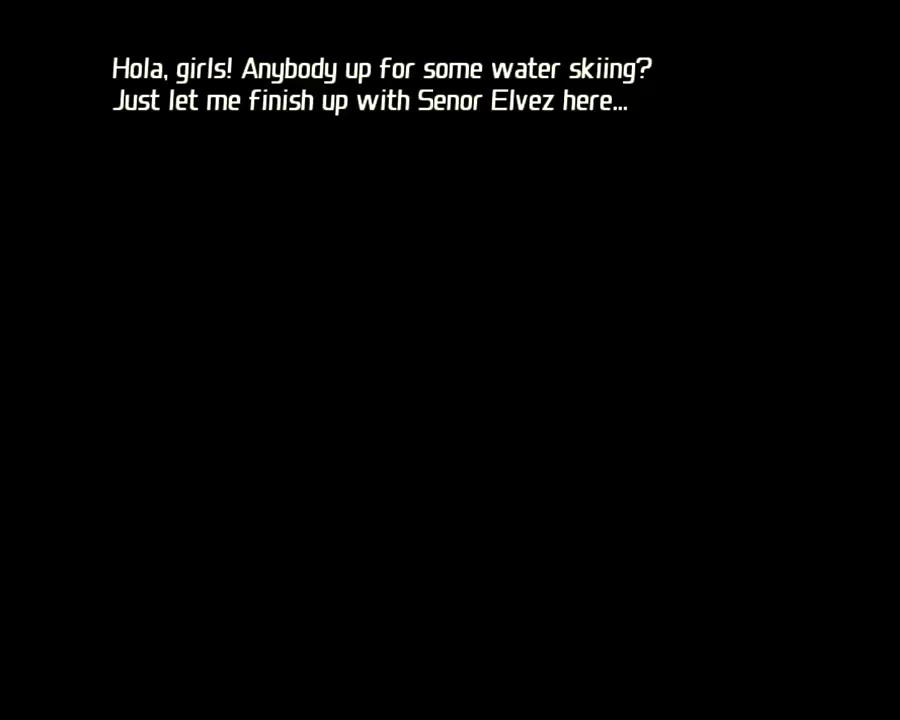 Hola, girls! Anybody up for some water skiing?
Just let me finish up with Senor Elvez here...